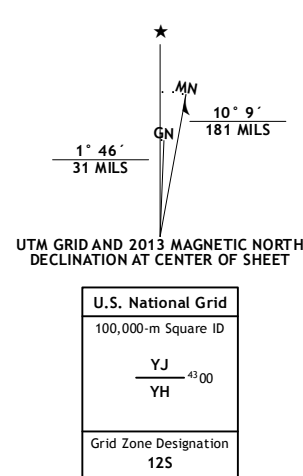 ★
MN
GN
10° 9´
181 MILS
1° 46´
31 MILS
UTM GRID AND 2013 MAGNETIC NORTH
DECLINATION AT CENTER OF SHEET
U.S. National Grid
100,000-m Square ID
YJ
4300
YH
Grid Zone Designation
12S